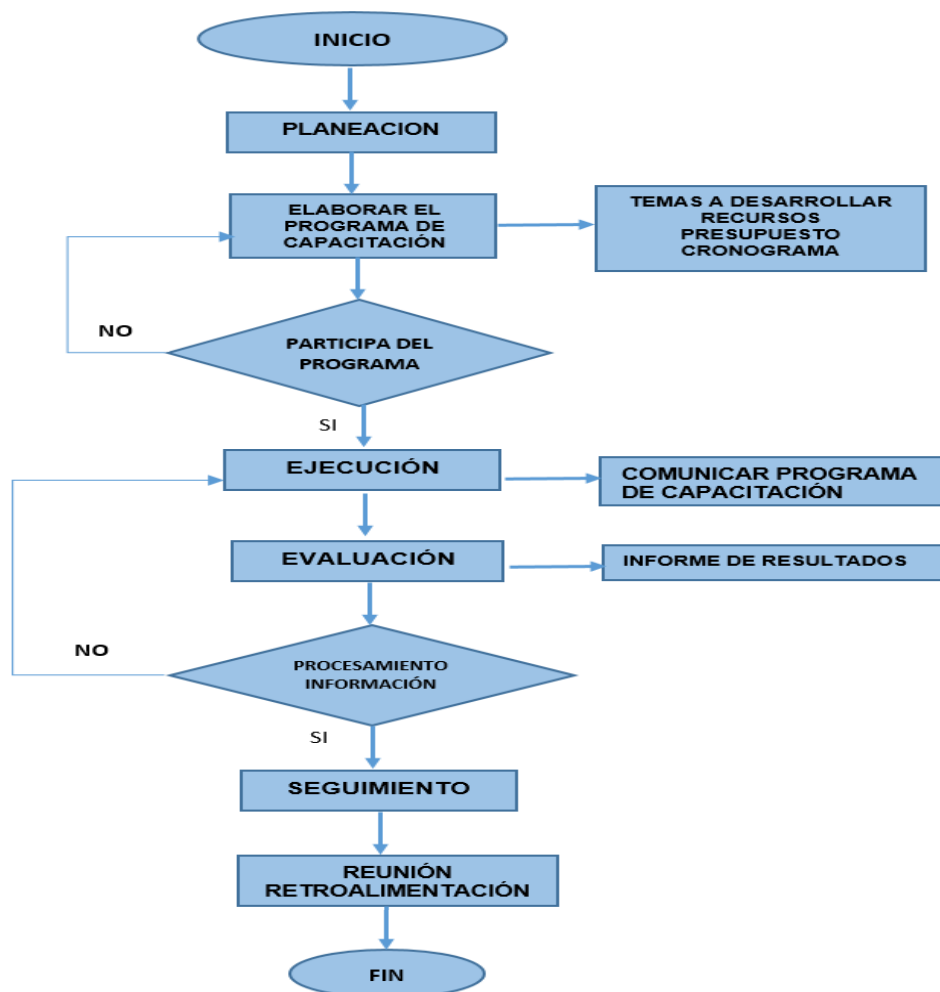 INICIO
PLANEACION
ELABORAR EL
PROGRAMA DE
CAPACITACIÓN
TEMAS A DESARROLLAR
RECURSOS
PRESUPUESTO
CRONOGRAMA
NO
PARTICIPA DEL
PROGRAMA
SI
EJECUCIÓN
COMUNICAR PROGRAMA
DE CAPACITACIÓN
EVALUACIÓN
INFORME DE RESULTADOS
NO
PROCESAMIENTO
INFORMACIÓN
SI
SEGUIMIENTO
REUNIÓN
RETROALIMENTACIÓN
FIN